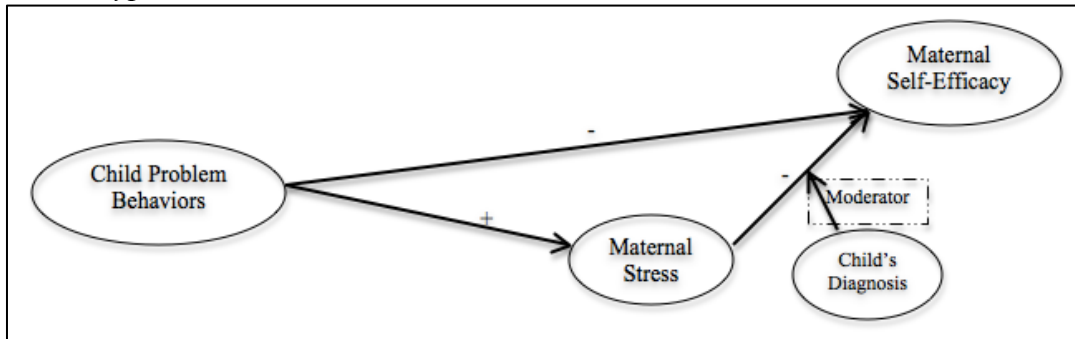 Maternal
Self-Efficacy
-
Child Problem
Behaviors
-
Moderator
+
Maternal
Stress
Child's
Diagnosis